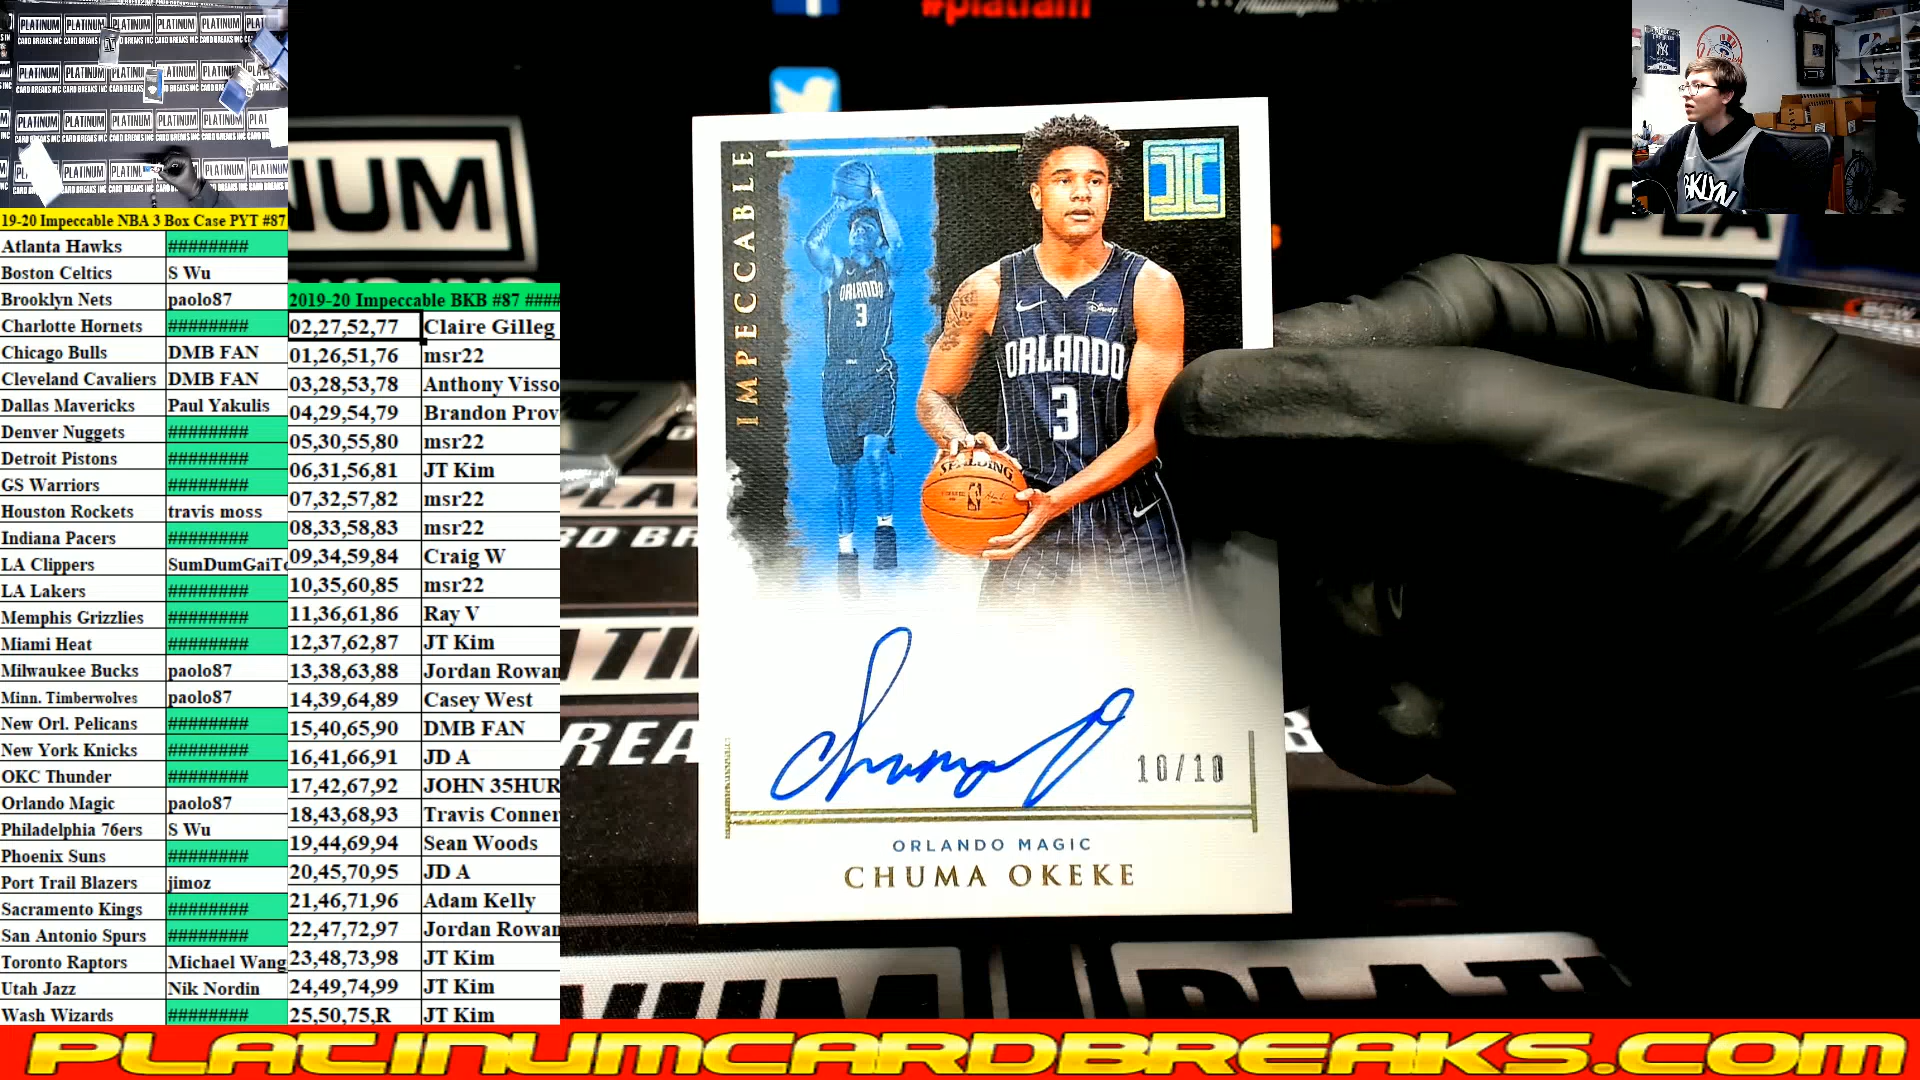 19-20 Impeccable NBA 3 Box Case PYT #87
Atlanta Hawks ########
Boston Celtics S Wu
Brooklyn Nets paolo87
Charlotte Hornets ########
Chicago Bulls DMB FAN
Cleveland Cavaliers DMB FAN
Dallas Mavericks Paul Yakulis
Denver Nuggets ########
Detroit Pistons ########
GS Warriors ########
Houston Rockets travis moss
Indiana Pacers ########
LA Clippers SumDumGaiTo
LA Lakers ########
Memphis Grizzlies ########
Miami Heat ########
Milwaukee Bucks paolo87
Minn. Timberwolves paolo87
New Orl. Pelicans ########
New York Knicks ########
OKC Thunder ########
Orlando Magic paolo87
Philadelphia 76ers S Wu
Phoenix Suns ########
Port Trail Blazers jimoz
Sacramento Kings ########
San Antonio Spurs ########
Toronto Raptors Michael Wang
Utah Jazz Nik Nordin
Wash Wizards ########
2019-20 Impeccable BKB #87 ####
02,27,52,77 Claire Gilleg
01,26,51,76 msr22
03,28,53,78 Anthony Visso
04,29,54,79 Brandon Prov
05,30,55,80 msr22
06,31,56,81 JT Kim
07,32,57,82 msr22
08,33,58,83 msr22
09,34,59,84 Craig W
10,35,60,85 msr22
11,36,61,86 Ray V
12,37,62,87 JT Kim
13,38,63,88 Jordan Rowan
14,39,64,89 Casey West
15,40,65,90 DMB FAN
16,41,66,91 JD A
17,42,67,92 JOHN 35HUR
18,43,68,93 Travis Conner
19,44,69,94 Sean Woods
20,45,70,95 JD A
21,46,71,96 Adam Kelly
22,47,72,97 Jordan Rowan
23,48,73,98 JT Kim
24,49,74,99 JT Kim
25,50,75,R JT Kim
IMPECCABLE
ORLANDO
3
ORLANDO
3
SPALDING
Chuma O
10/10
ORLANDO MAGIC
CHUMA OKEKE
BKLYN
PLATINUMCARDBREAKS.COM